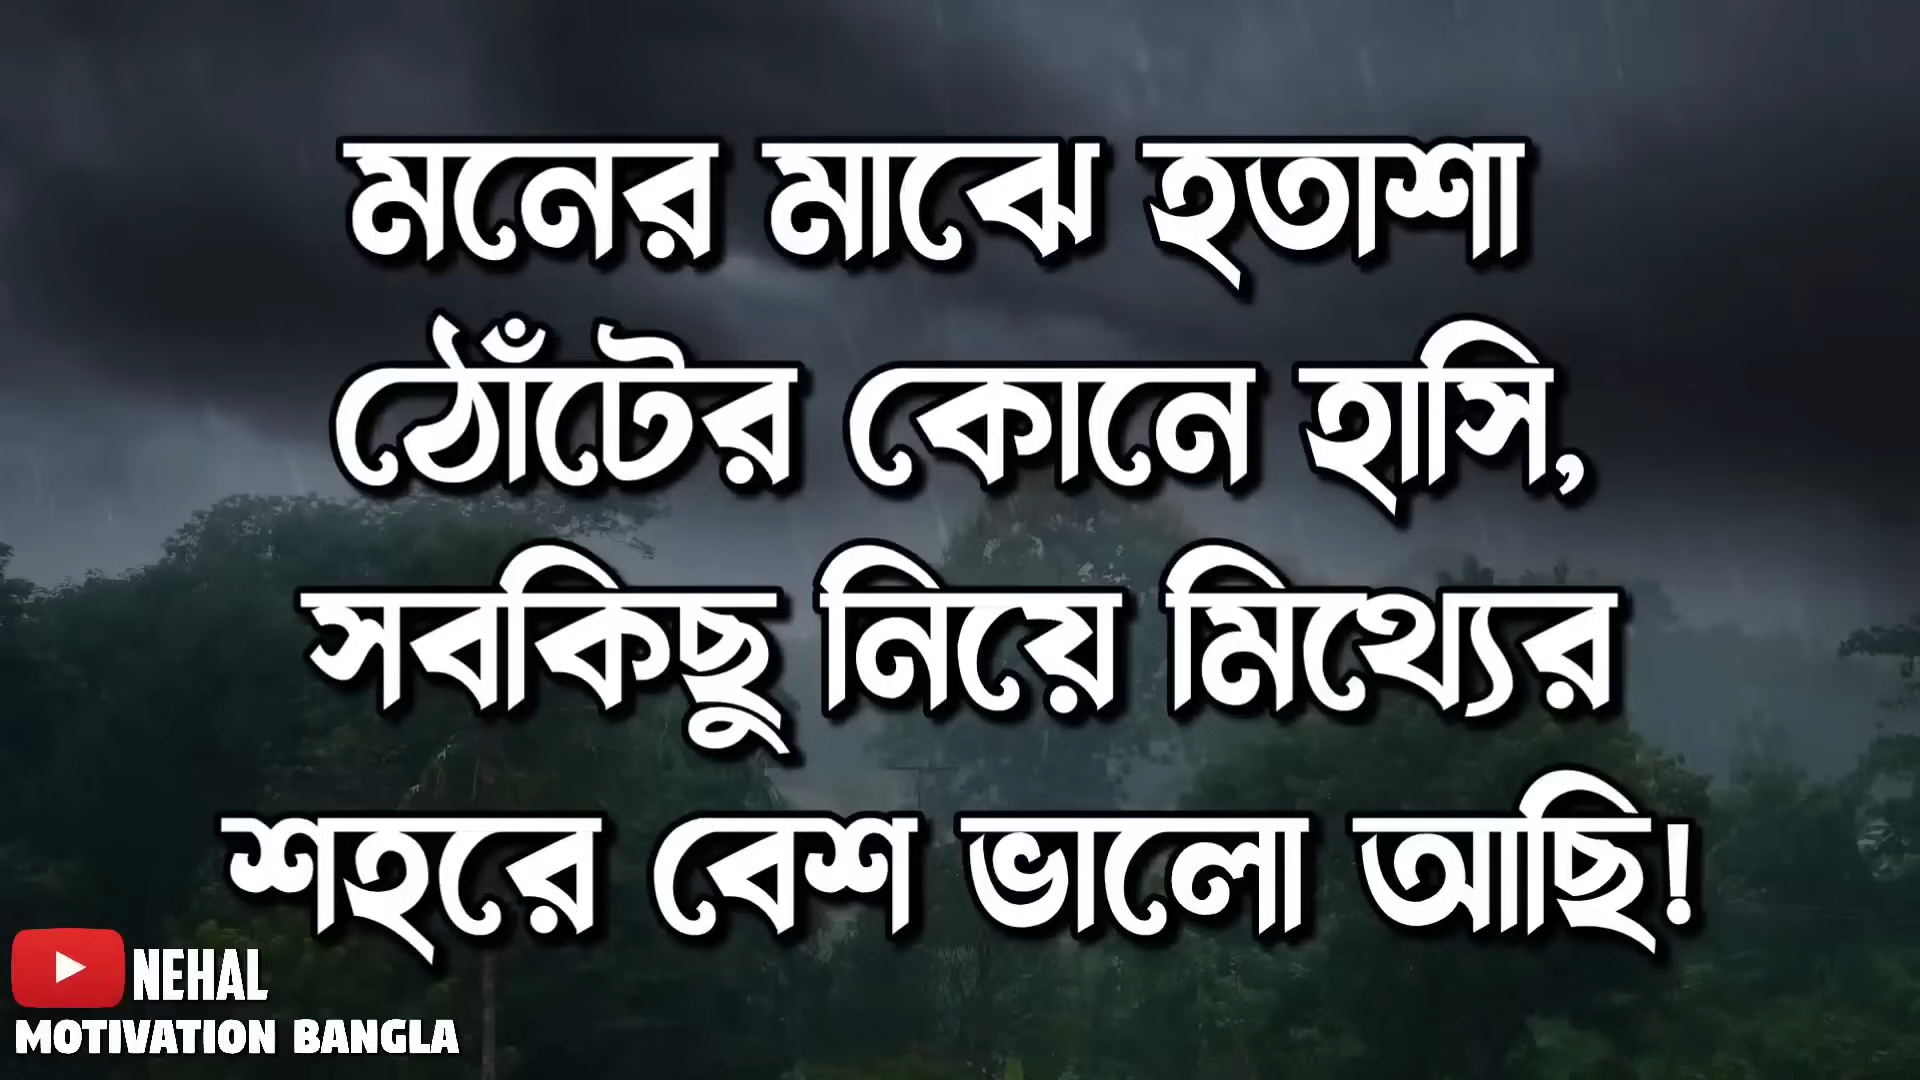 মনের মাঝে হতাশা
ঠোঁটের কোনে হাসি,
সবকিছু নিয়ে মিথ্যের
শহরে বেশ ভালো আছি!
NEHAL
MOTIVATION BANGLA